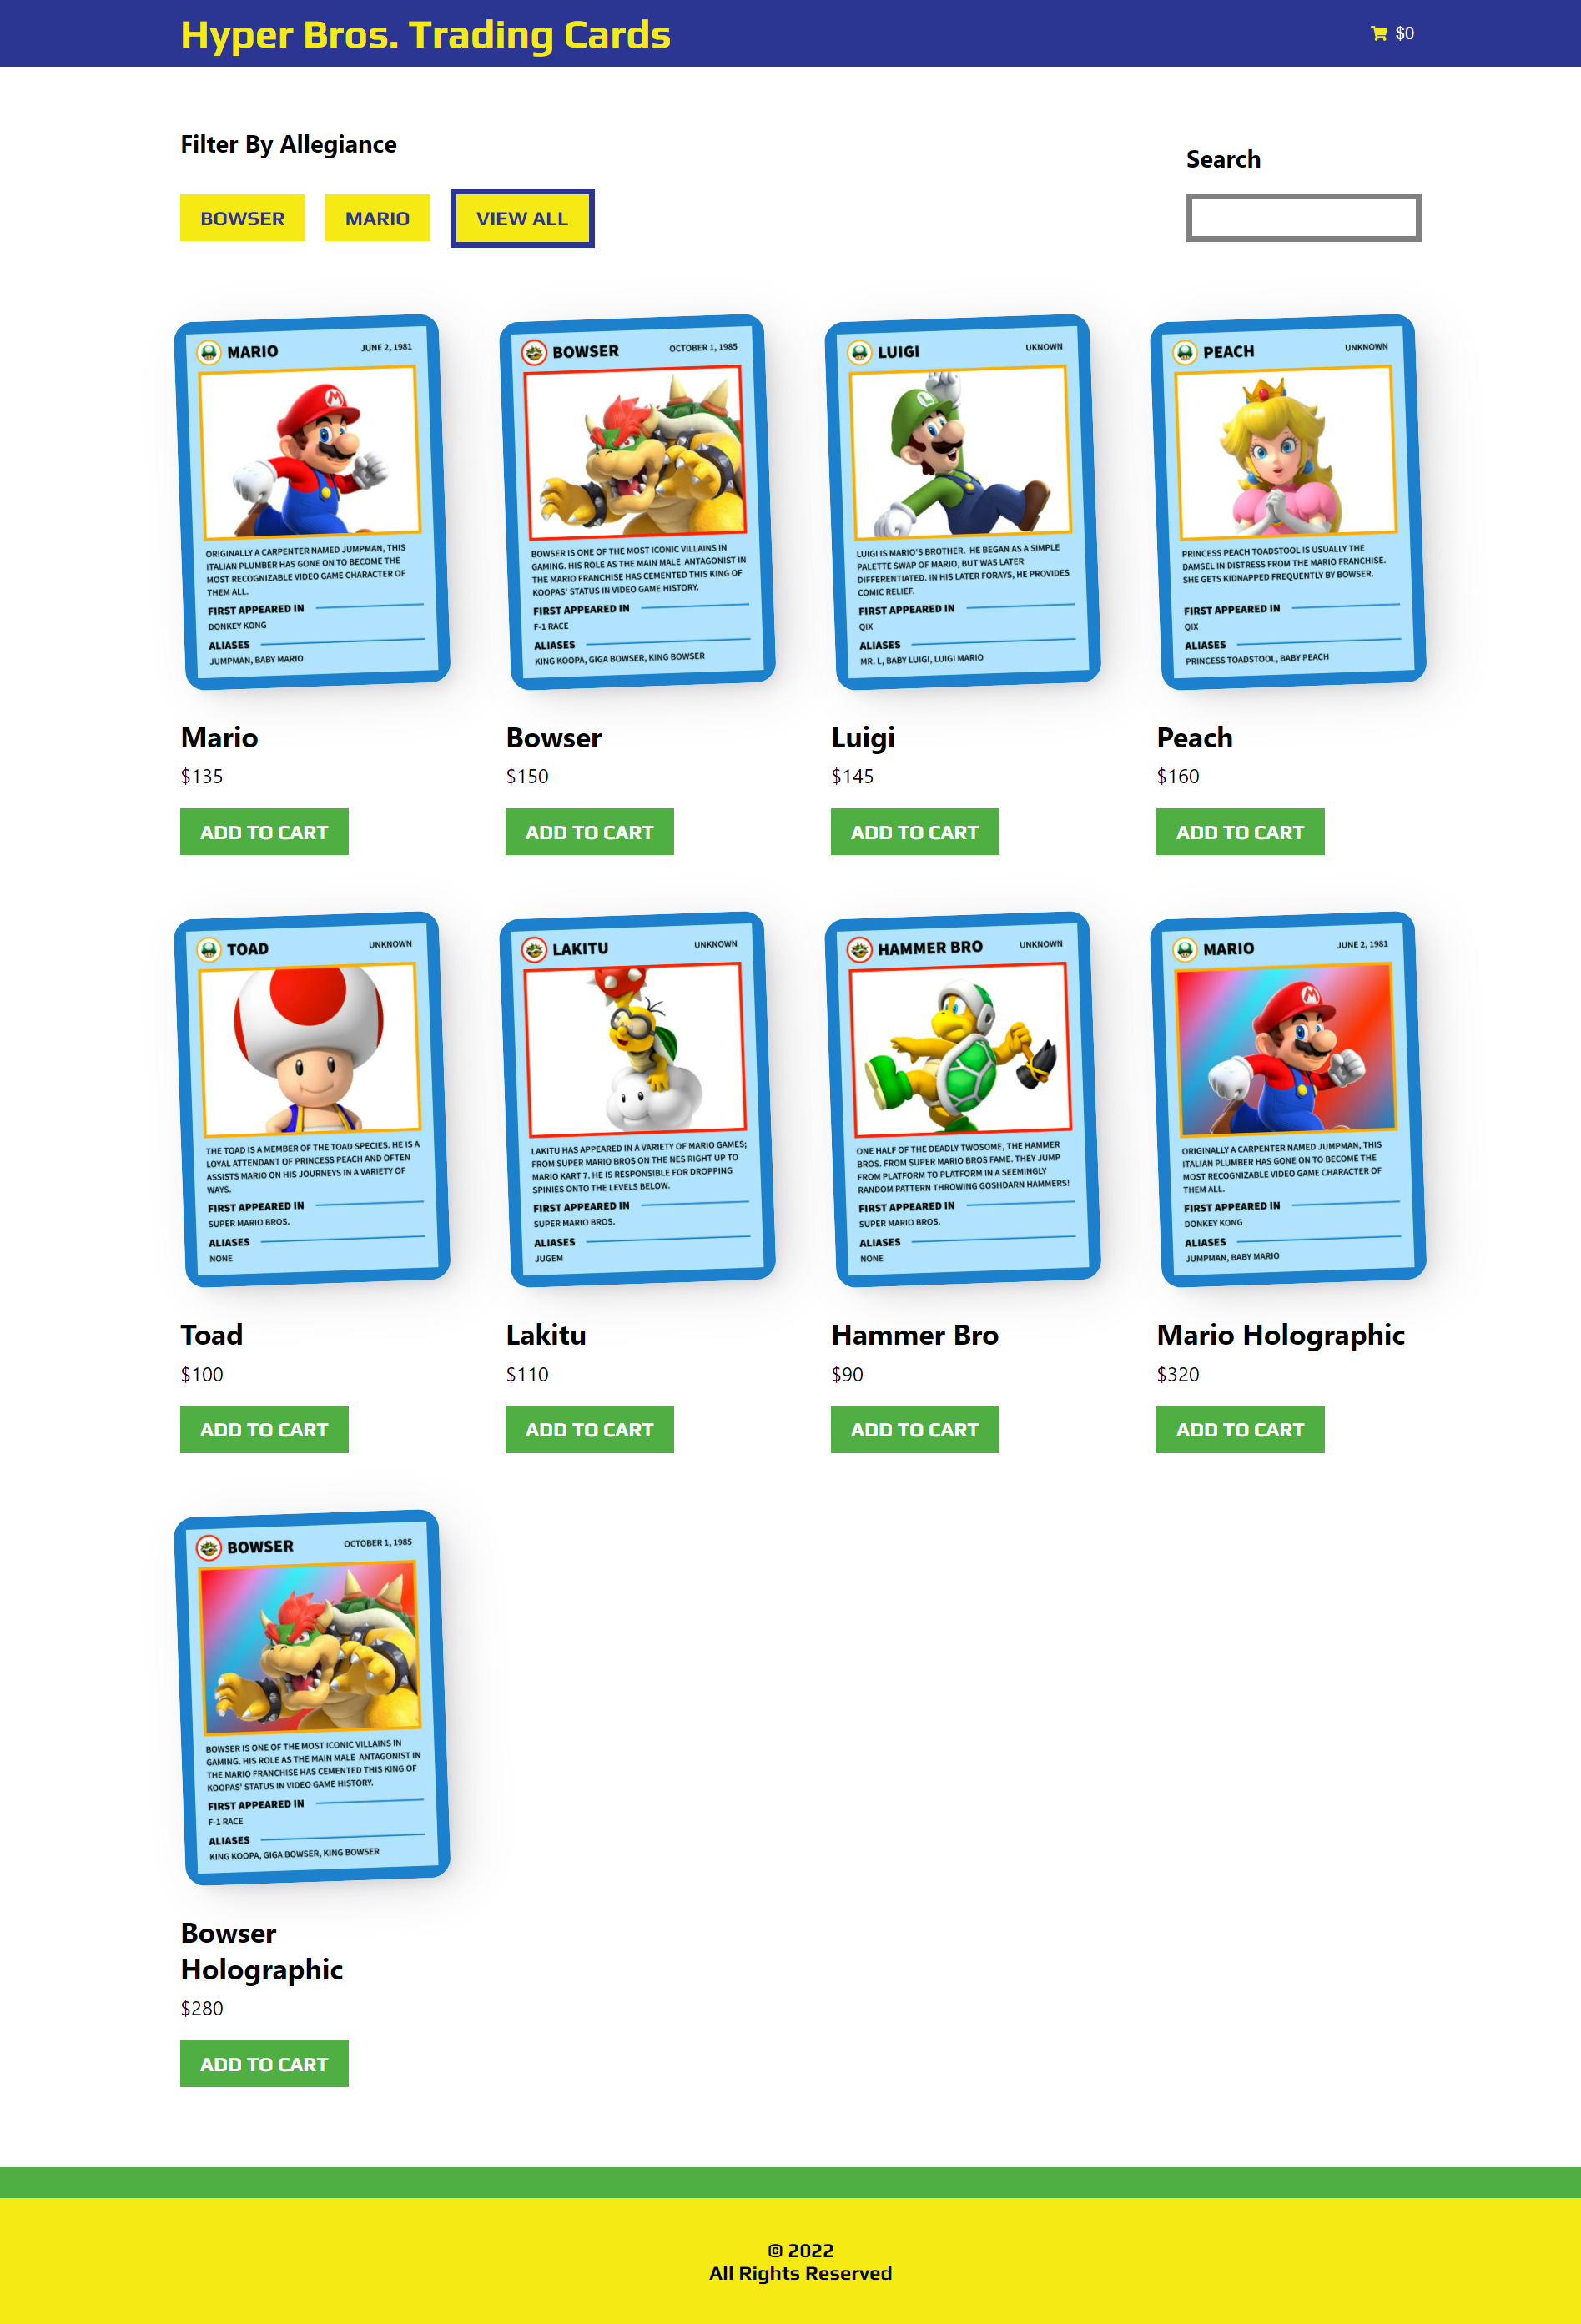 Hyper Bros. Trading Cards
$0
Filter By Allegiance
BOWSER
MARIO
VIEW ALL
Search
MARIO
JUNE 2, 1981
ORIGINALLY A CARPENTER NAMED JUMPMAN, THIS
ITALIAN PLUMBER HAS GONE ON TO BECOME THE
MOST RECOGNIZABLE VIDEO GAME CHARACTER OF
THEM ALL.
FIRST APPEARED IN
DONKEY KONG
ALIASES
JUMPMAN, BABY MARIO
Mario
$135
ADD TO CART
BOWSER
OCTOBER 1, 1985
BOWSER IS ONE OF THE MOST ICONIC VILLAINS IN
GAMING. HIS ROLE AS THE MAIN MALE ANTAGONIST IN
THE MARIO FRANCHISE HAS CEMENTED THIS KING OF
KOOPAS' STATUS IN VIDEO GAME HISTORY.
FIRST APPEARED IN
F-1 RACE
ALIASES
KING KOOPA, GIGA BOWSER, KING BOWSER
Bowser
$150
ADD TO CART
LUIGI
UKNOWN
LUIGI IS MARIO'S BROTHER. HE BEGAN AS A SIMPLE
PALETTE SWAP OF MARIO, BUT WAS LATER
DIFFERENTIATED. IN HIS LATER FORAYS, HE PROVIDES
COMIC RELIEF.
FIRST APPEARED IN
QIX
ALIASES
MR. L, BABY LUIGI, LUIGI MARIO
Luigi
$145
ADD TO CART
PEACH
UNKNOWN
PRINCESS PEACH TOADSTOOL IS USUALLY THE
DAMSEL IN DISTRESS FROM THE MARIO FRANCHISE.
SHE GETS KIDNAPPED FREQUENTLY BY BOWSER.
FIRST APPEARED IN
QIX
ALIASES
PRINCESS TOADSTOOL, BABY PEACH
Peach
$160
ADD TO CART
TOAD
UNKNOWN
THE TOAD IS A MEMBER OF THE TOAD SPECIES. HE IS A
LOYAL ATTENDANT OF PRINCESS PEACH AND OFTEN
ASSISTS MARIO ON HIS JOURNEYS IN A VARIETY OF
WAYS.
FIRST APPEARED IN
SUPER MARIO BROS.
ALIASES
NONE
Toad
$100
ADD TO CART
LAKITU
UNKNOWN
LAKITU HAS APPEARED IN A VARIETY OF MARIO GAMES;
FROM SUPER MARIO BROS ON THE NES RIGHT UP TO
MARIO KART 7. HE IS RESPONSIBLE FOR DROPPING
SPINIES ONTO THE LEVELS BELOW.
FIRST APPEARED IN
SUPER MARIO BROS.
ALIASES
JUGEM
Lakitu
$110
ADD TO CART
HAMMER BRO
UNKNOWN
ONE HALF OF THE DEADLY TWOSOME, THE HAMMER
BROS. FROM SUPER MARIO BROS FAME. THEY JUMP
FROM PLATFORM TO PLATFORM IN A SEEMINGLY
RANDOM PATTERN THROWING GOSHDARN HAMMERS!
FIRST APPEARED IN
SUPER MARIO BROS.
ALIASES
NONE
Hammer Bro
$90
ADD TO CART
MARIO
JUNE 2, 1981
ORIGINALLY A CARPENTER NAMED JUMPMAN, THIS
ITALIAN PLUMBER HAS GONE ON TO BECOME THE
MOST RECOGNIZABLE VIDEO GAME CHARACTER OF
THEM ALL.
FIRST APPEARED IN
DONKEY KONG
ALIASES
JUMPMAN, BABY MARIO
Mario Holographic
$320
ADD TO CART
BOWSER
OCTOBER 1, 1985
BOWSER IS ONE OF THE MOST ICONIC VILLAINS IN
GAMING. HIS ROLE AS THE MAIN MALE ANTAGONIST IN
THE MARIO FRANCHISE HAS CEMENTED THIS KING OF
KOOPAS' STATUS IN VIDEO GAME HISTORY.
FIRST APPEARED IN
F-1 RACE
ALIASES
KING KOOPA, GIGA BOWSER, KING BOWSER
Bowser
Holographic
$280
ADD TO CART
© 2022
All Rights Reserved